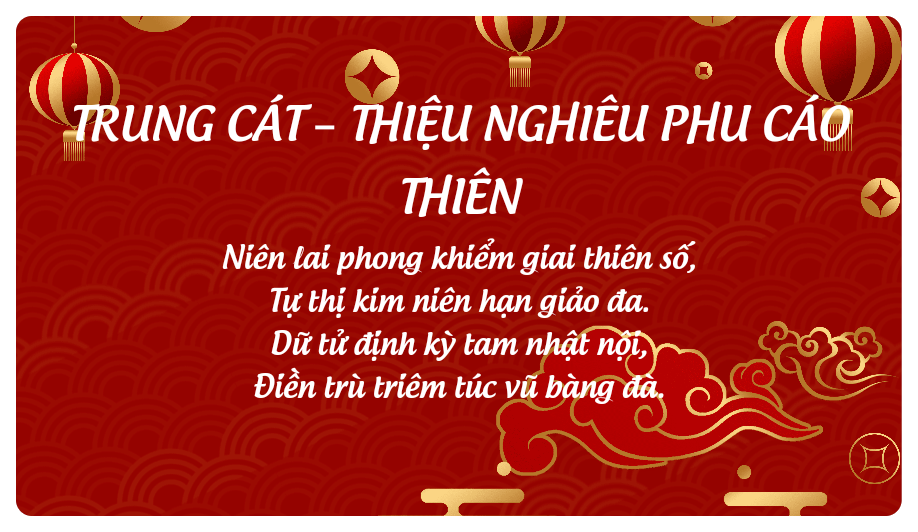 TRUNG CÁT – THIỆU NGHIÊU PHU CÁO
THIÊN
Niên lai phong khiểm giai thiên số,
Tự thị kim niên hạn giảo đa.
Dữ tử định kỳ tam nhật nội,
Điền trù triêm túc vũ bàng đà.